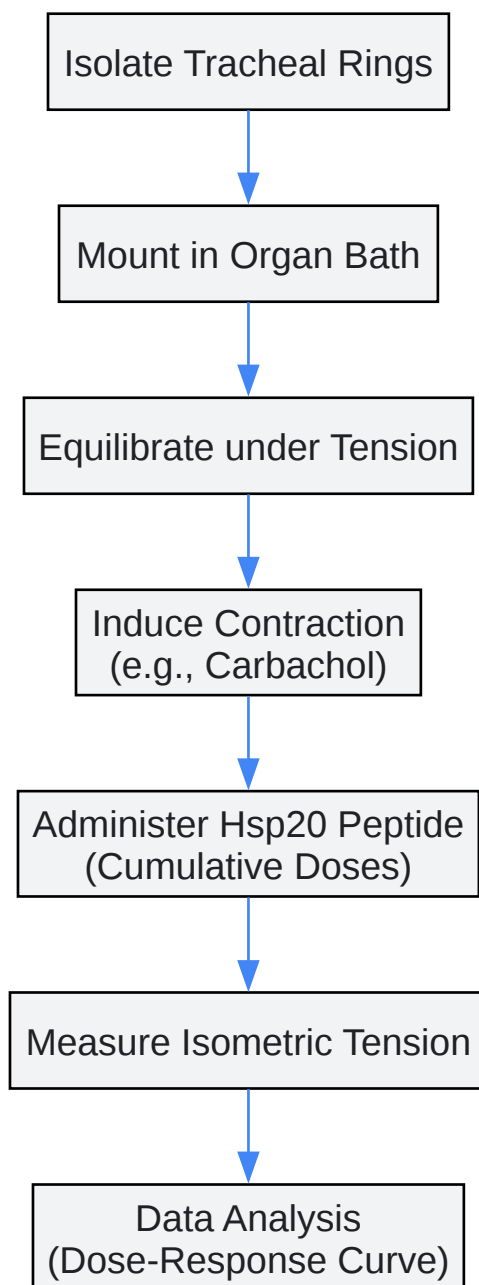 Isolate Tracheal Rings
Mount in Organ Bath
Equilibrate under Tension
Induce Contraction
(e.g., Carbachol)
Administer Hsp20 Peptide
(Cumulative Doses)
Measure Isometric Tension
Data Analysis
(Dose-Response Curve)